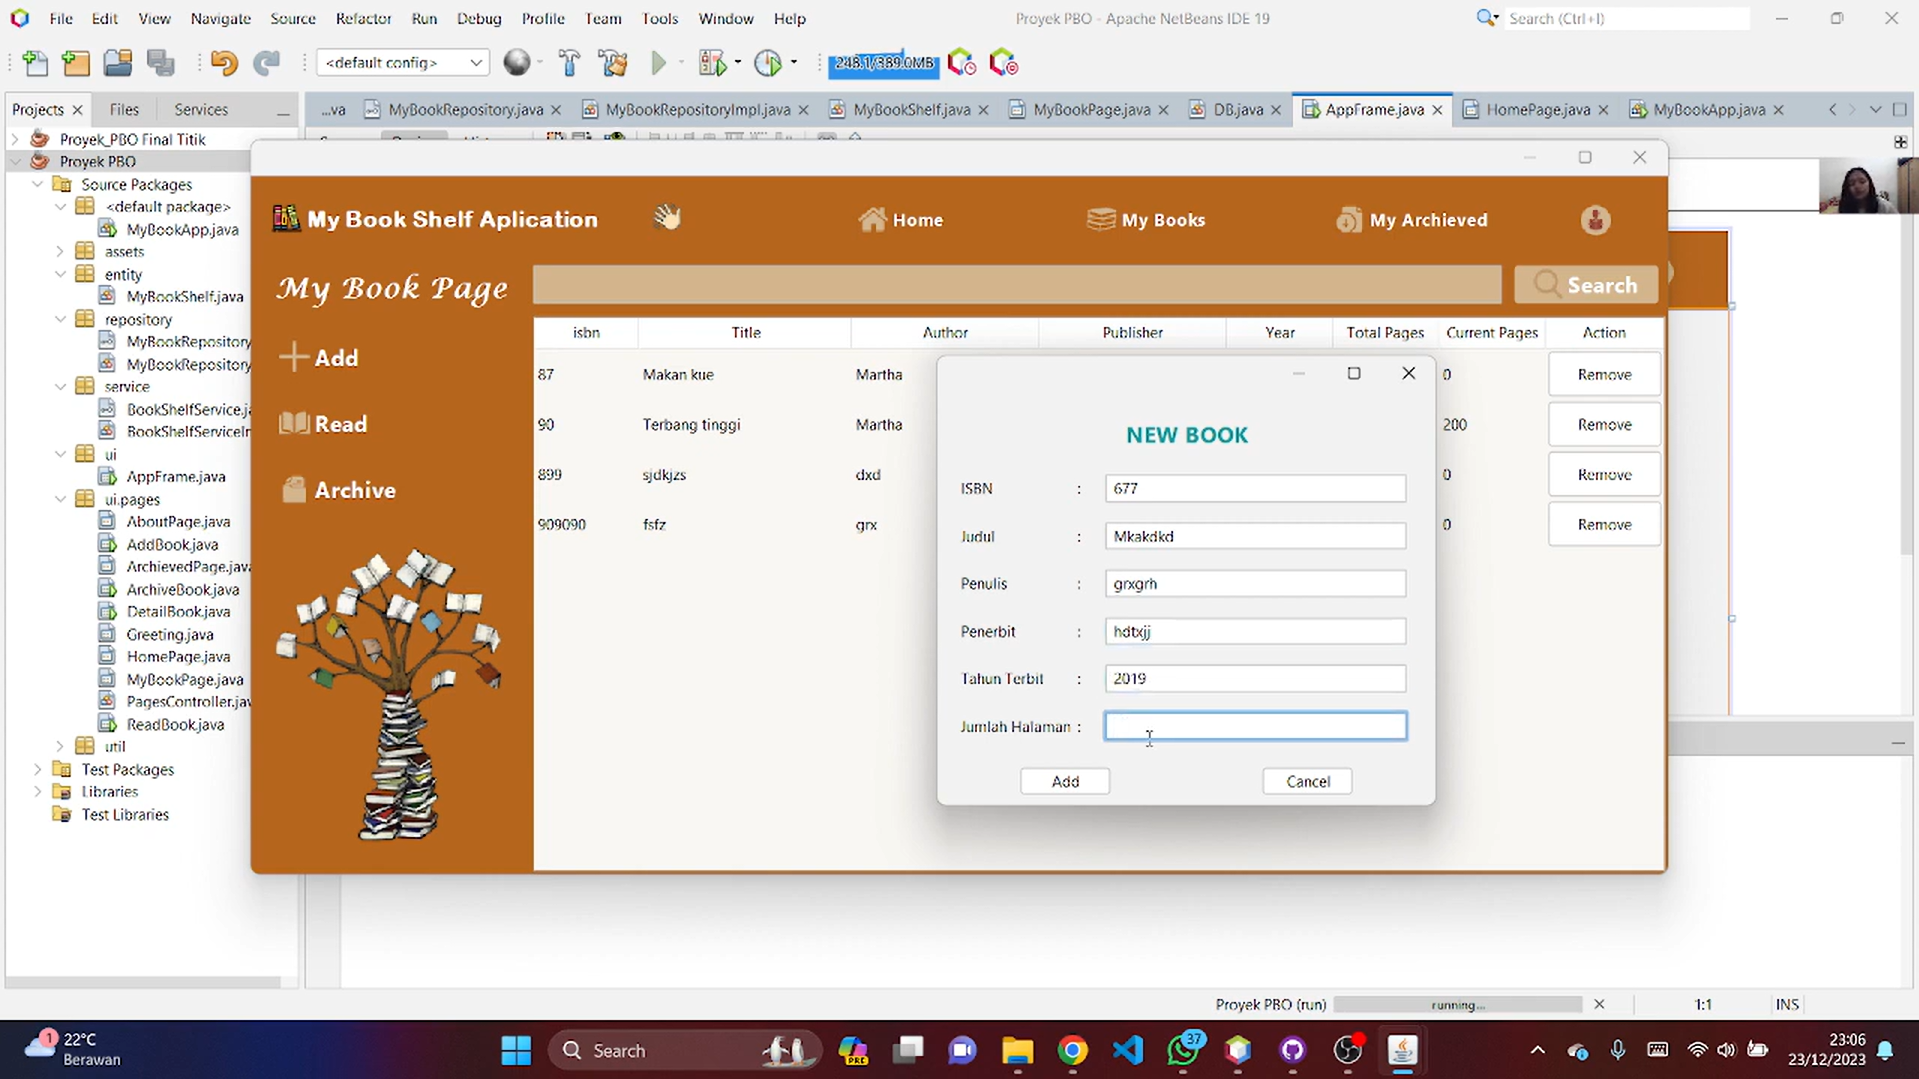 File Edit View Navigate Source Refactor Run Debug Profile Team Tools Window Help
Proyek PBO - Apache NetBeans IDE 19
Search (Ctrl+I)
<default config>
248.1/389.0MB
Projects Files Services
...va MyBookRepository.java MyBookRepositoryImpl.java MyBookShelf.java MyBookPage.java DB.java AppFrame.java HomePage.java MyBookApp.java
Proyek_PBO Final Titik
Proyek PBO
Source Packages
<default package>
MyBookApp.java
assets
entity
MyBookShelf.java
repository
MyBookRepository
MyBookRepository
service
BookShelfService.j
BookShelfServiceIn
ui
AppFrame.java
ui.pages
AboutPage.java
AddBook.java
ArchievedPage.java
ArchiveBook.java
DetailBook.java
Greeting.java
HomePage.java
MyBookPage.java
PagesController.jav
ReadBook.java
util
Test Packages
Libraries
Test Libraries
My Book Shelf Aplication Home My Books My Archieved
My Book Page Search
Add
Read
Archive
isbn Title Author Publisher Year Total Pages Current Pages Action
87 Makan kue Martha 0 Remove
90 Terbang tinggi Martha 200 Remove
899 sjdkjzs dxd 0 Remove
909090 fsfz grx 0 Remove
NEW BOOK
ISBN : 677
Judul : Mkakdkd
Penulis : grxgrh
Penerbit : hdtxjj
Tahun Terbit : 2019
Jumlah Halaman :
Add Cancel
Proyek PBO (run) running... 1:1 INS
1 22°C
Berawan
Search
PRE
37
23:06
23/12/2023